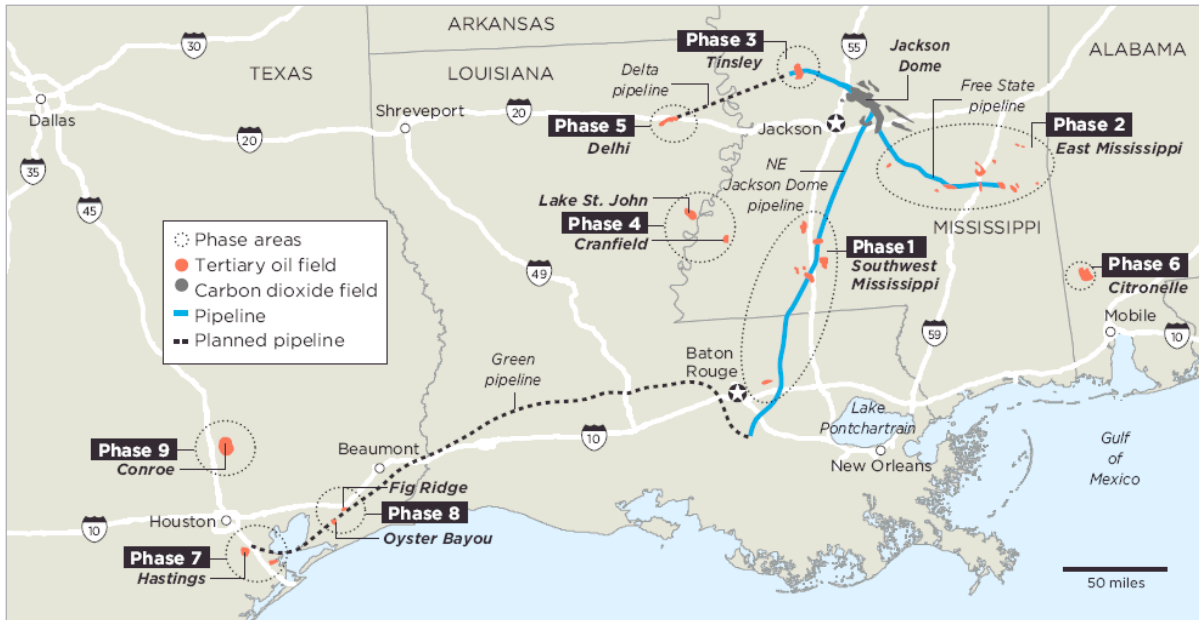 ARKANSAS
TEXAS
LOUISIANA
ALABAMA
MISSISSIPPI
30
55
Phase 3
Tinsley
Jackson
Dome
Delta
pipeline
Free State
pipeline
Dallas
Shreveport
20
20
20
Phase 5
Delhi
Jackson
Phase 2
East Mississippi
35
45
NE
Jackson Dome
pipeline
Lake St. John
Phase 4
Cranfield
Phase 1
Southwest
Mississippi
Phase 6
Citronelle
Phase areas
Tertiary oil field
Carbon dioxide field
Pipeline
Planned pipeline
49
59
Mobile
10
Baton
Rouge
Green
pipeline
Lake
Pontchartrain
New Orleans
Gulf
of
Mexico
Phase 9
Conroe
Beaumont
10
Fig Ridge
Phase 8
Oyster Bayou
Houston
10
Phase 7
Hastings
50 miles